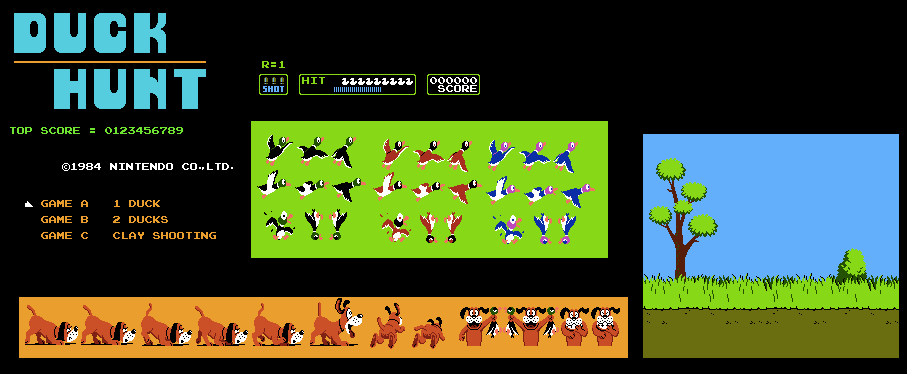 DUCK
HUNT
TOP SCORE = 0123456789
©1984 NINTENDO CO.,LTD.
GAME A 1 DUCK
GAME B 2 DUCKS
GAME C CLAY SHOOTING
R=1
SHOT
HIT
000000
SCORE